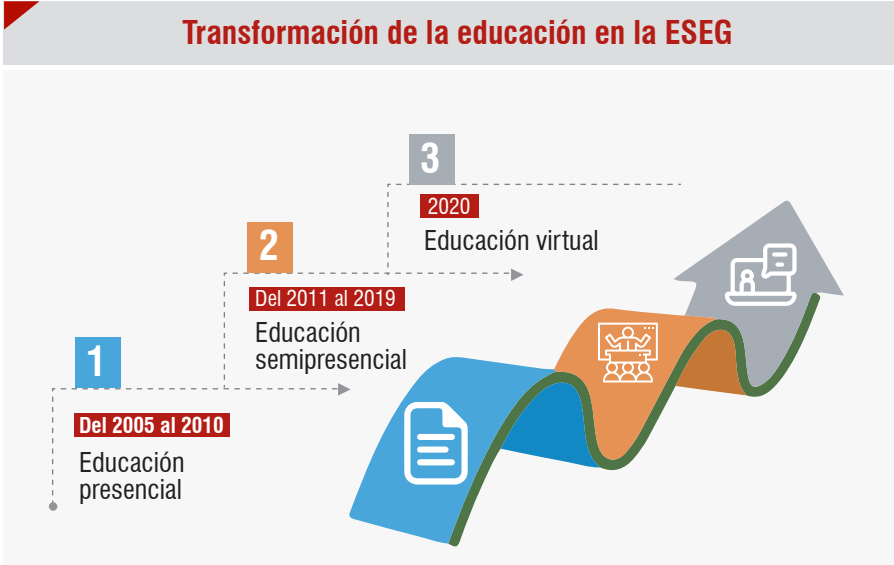 Transformación de la educación en la ESEG
3
2020
Educación virtual
2
Del 2011 al 2019
Educación
semipresencial
1
Del 2005 al 2010
Educación
presencial